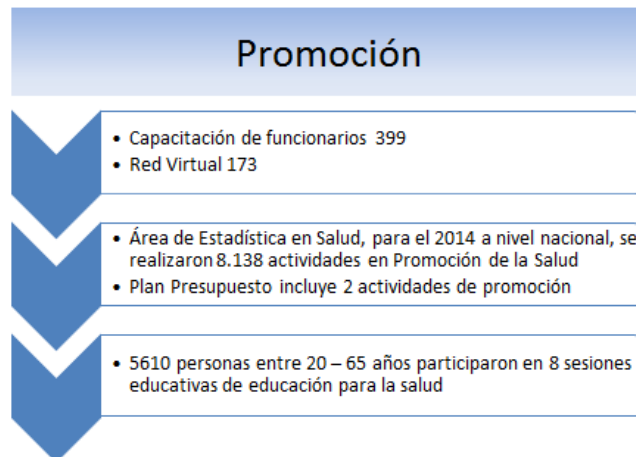 Promoción
• Capacitación de funcionarios 399
• Red Virtual 173
• Área de Estadística en Salud, para el 2014 a nivel nacional, se
realizaron 8.138 actividades en Promoción de la Salud
• Plan Presupuesto incluye 2 actividades de promoción
• 5610 personas entre 20 – 65 años participaron en 8 sesiones
educativas de educación para la salud